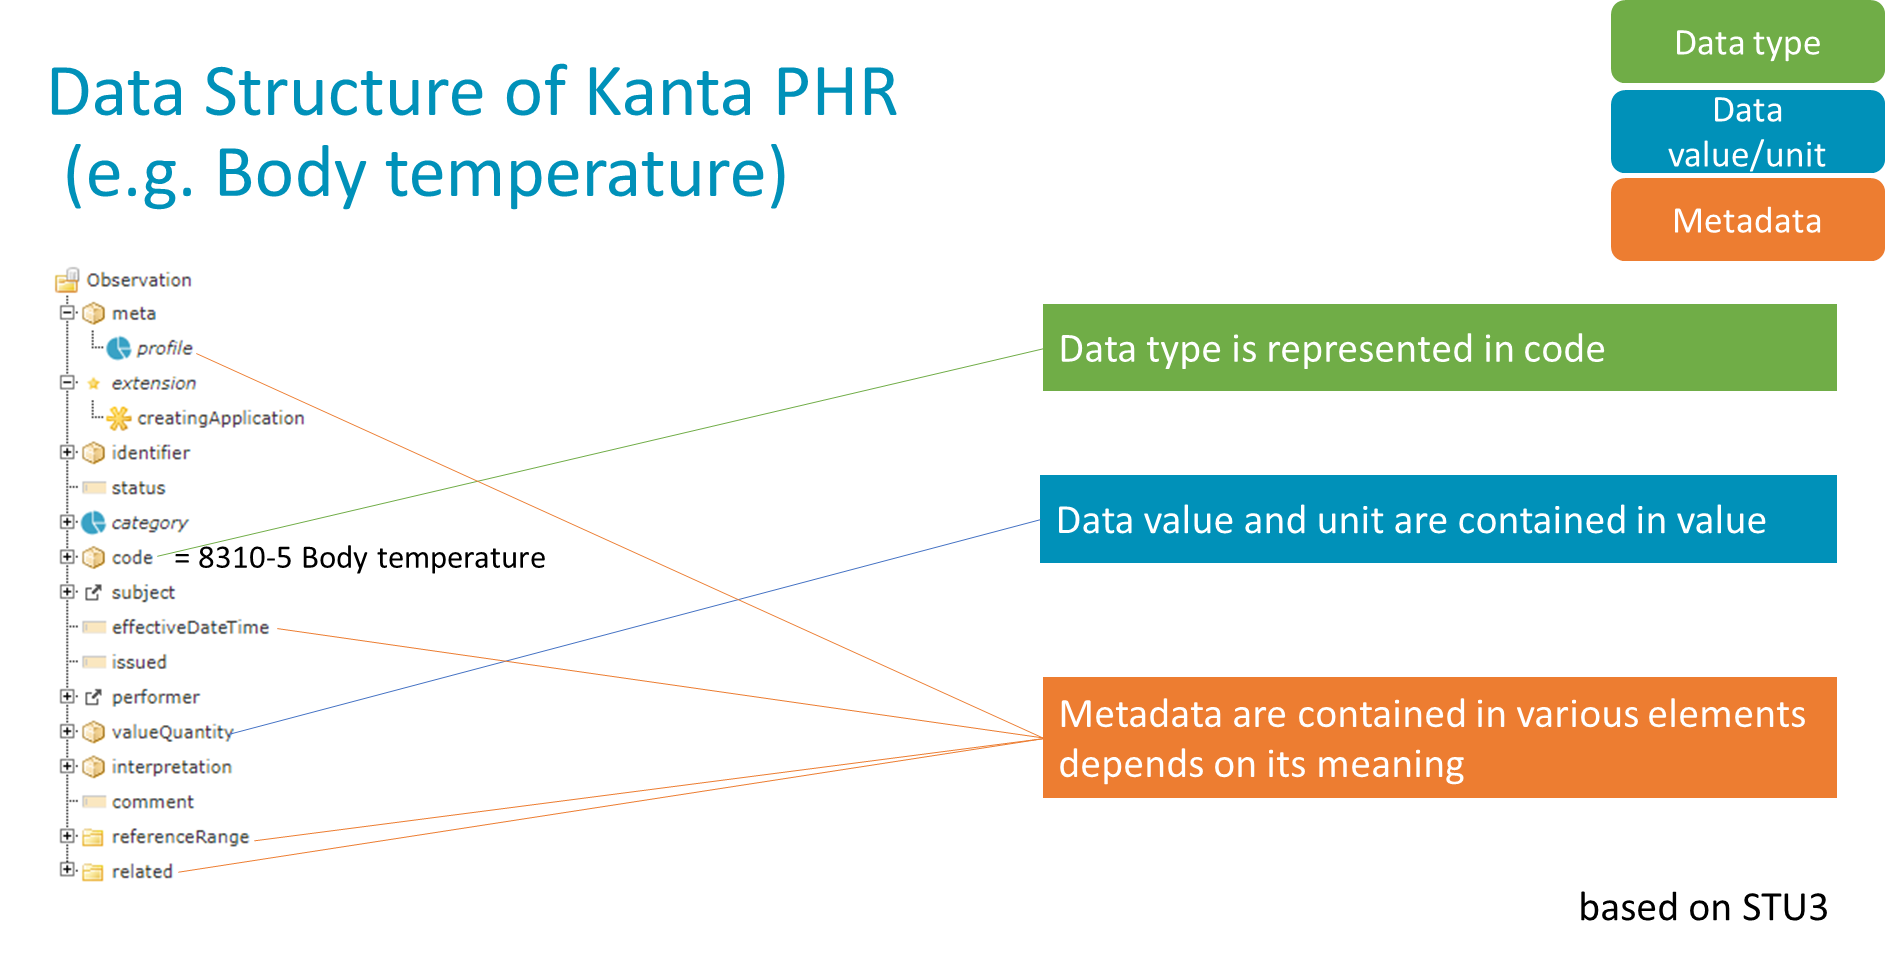 Data type
Data
value/unit
Metadata
Data Structure of Kanta PHR
(e.g. Body temperature)
Observation
meta
profile
extension
creatingApplication
identifier
status
category
code = 8310-5 Body temperature
subject
effectiveDateTime
issued
performer
valueQuantity
interpretation
comment
referenceRange
related
Data type is represented in code
Data value and unit are contained in value
Metadata are contained in various elements
depends on its meaning
based on STU3